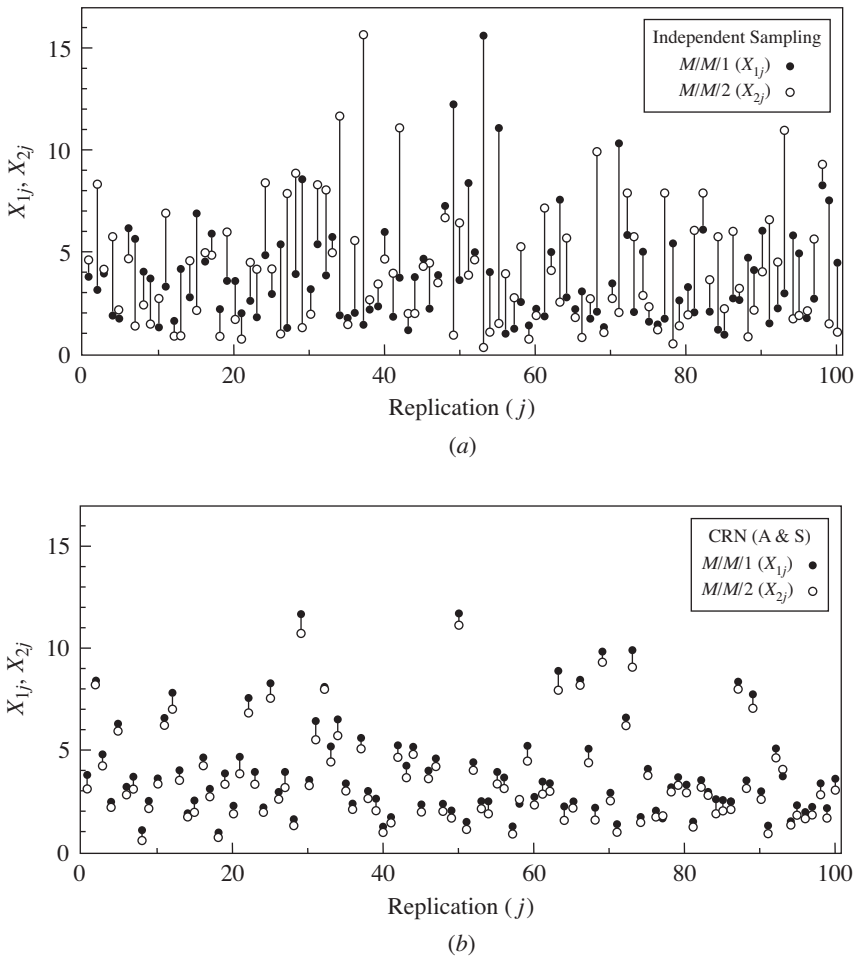 15
10
5
0
X1j, X2j
Independent Sampling
M/M/1 (X1j)
M/M/2 (X2j)
0 20 40 60 80 100
Replication (j)
(a)
15
10
5
0
X1j, X2j
CRN (A & S)
M/M/1 (X1j)
M/M/2 (X2j)
0 20 40 60 80 100
Replication (j)
(b)